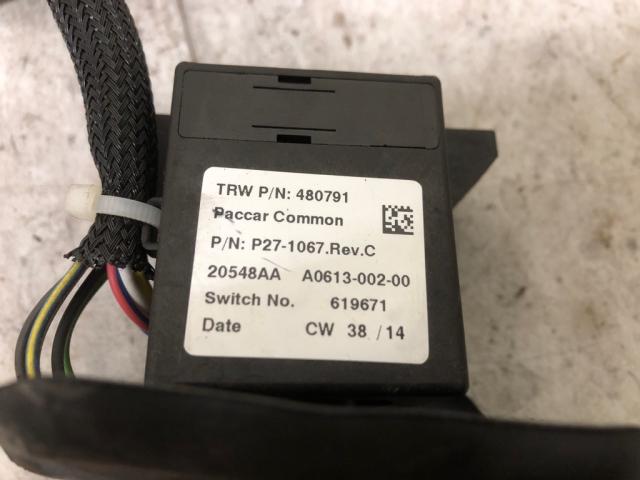 TRW P/N: 480791
Paccar Common
P/N: P27-1067.Rev.C
20548AA A0613-002-00
Switch No. 619671
Date CW 38 / 14